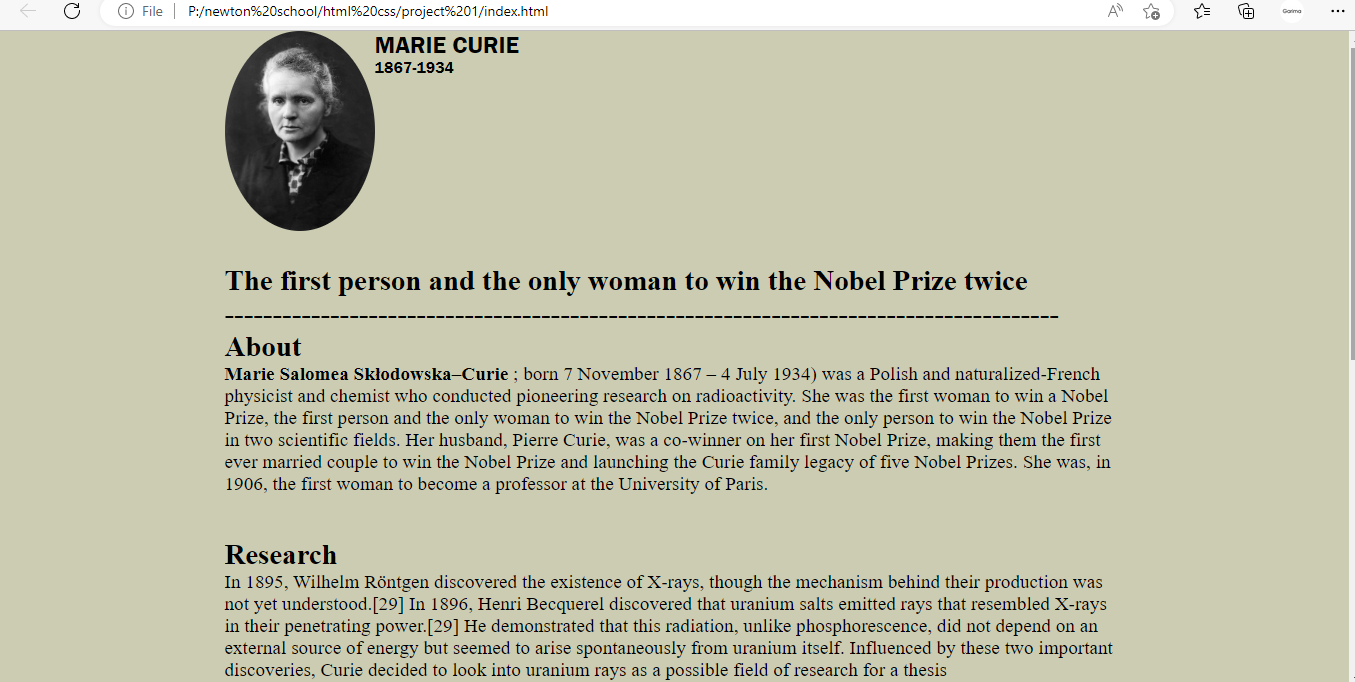 File
P:/newton%20school/html%20css/project%201/index.html
Garima
MARIE CURIE
1867-1934
The first person and the only woman to win the Nobel Prize twice
About
Marie Salomea Skłodowska–Curie ; born 7 November 1867 – 4 July 1934) was a Polish and naturalized-French
physicist and chemist who conducted pioneering research on radioactivity. She was the first woman to win a Nobel
Prize, the first person and the only woman to win the Nobel Prize twice, and the only person to win the Nobel Prize
in two scientific fields. Her husband, Pierre Curie, was a co-winner on her first Nobel Prize, making them the first
ever married couple to win the Nobel Prize and launching the Curie family legacy of five Nobel Prizes. She was, in
1906, the first woman to become a professor at the University of Paris.
Research
In 1895, Wilhelm Röntgen discovered the existence of X-rays, though the mechanism behind their production was
not yet understood.[29] In 1896, Henri Becquerel discovered that uranium salts emitted rays that resembled X-rays
in their penetrating power.[29] He demonstrated that this radiation, unlike phosphorescence, did not depend on an
external source of energy but seemed to arise spontaneously from uranium itself. Influenced by these two important
discoveries, Curie decided to look into uranium rays as a possible field of research for a thesis